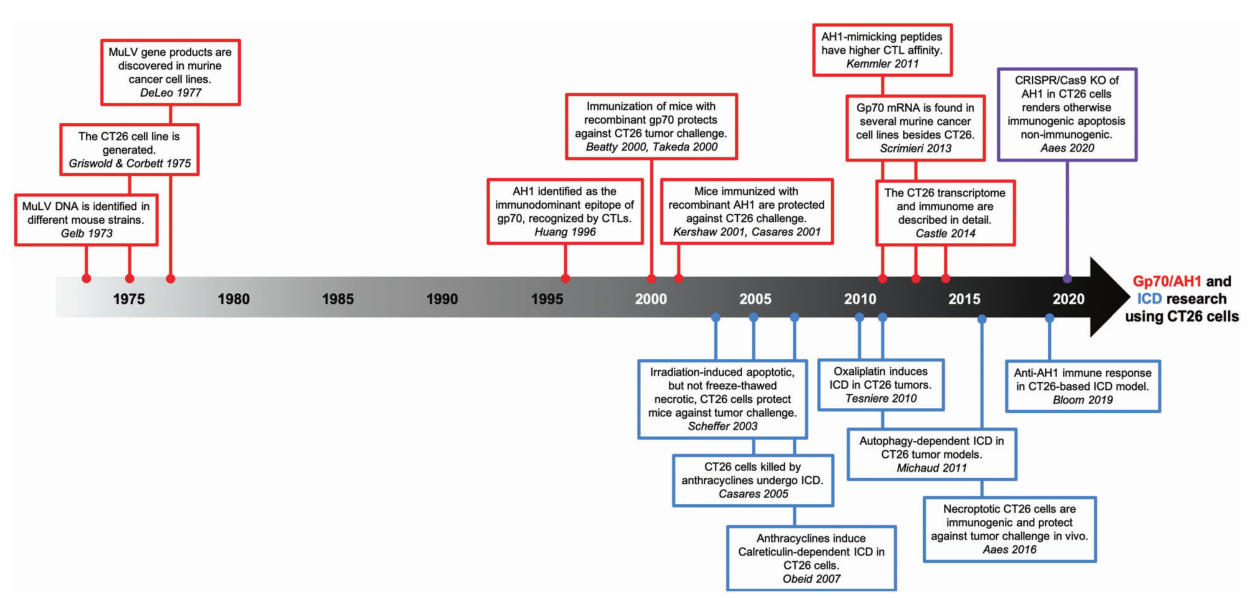 MuLV gene products are
discovered in murine
cancer cell lines.
DeLeo 1977
The CT26 cell line is
generated.
Griswold & Corbett 1975
MuLV DNA is identified in
different mouse strains.
Gelb 1973
AH1 identified as the
immunodominant epitope of
gp70, recognized by CTLs.
Huang 1996
Immunization of mice with
recombinant gp70 protects
against CT26 tumor challenge.
Beatty 2000, Takeda 2000
Mice immunized with
recombinant AH1 are protected
against CT26 challenge.
Kershaw 2001, Casares 2001
AH1-mimicking peptides
have higher CTL affinity.
Kemmler 2011
Gp70 mRNA is found in
several murine cancer
cell lines besides CT26.
Scrimieri 2013
The CT26 transcriptome
and immunome are
described in detail.
Castle 2014
CRISPR/Cas9 KO of
AH1 in CT26 cells
renders otherwise
immunogenic apoptosis
non-immunogenic.
Aaes 2020
1975 1980 1985 1990 1995 2000 2005 2010 2015 2020
Gp70/AH1 and
ICD research
using CT26 cells
Irradiation-induced apoptotic,
but not freeze-thawed
necrotic, CT26 cells protect
mice against tumor challenge.
Scheffer 2003
CT26 cells killed by
anthracyclines undergo ICD.
Casares 2005
Anthracyclines induce
Calreticulin-dependent ICD in
CT26 cells.
Obeid 2007
Oxaliplatin induces
ICD in CT26 tumors.
Tesniere 2010
Autophagy-dependent ICD in
CT26 tumor models.
Michaud 2011
Necroptotic CT26 cells are
immunogenic and protect
against tumor challenge in vivo.
Aaes 2016
Anti-AH1 immune response
in CT26-based ICD model.
Bloom 2019